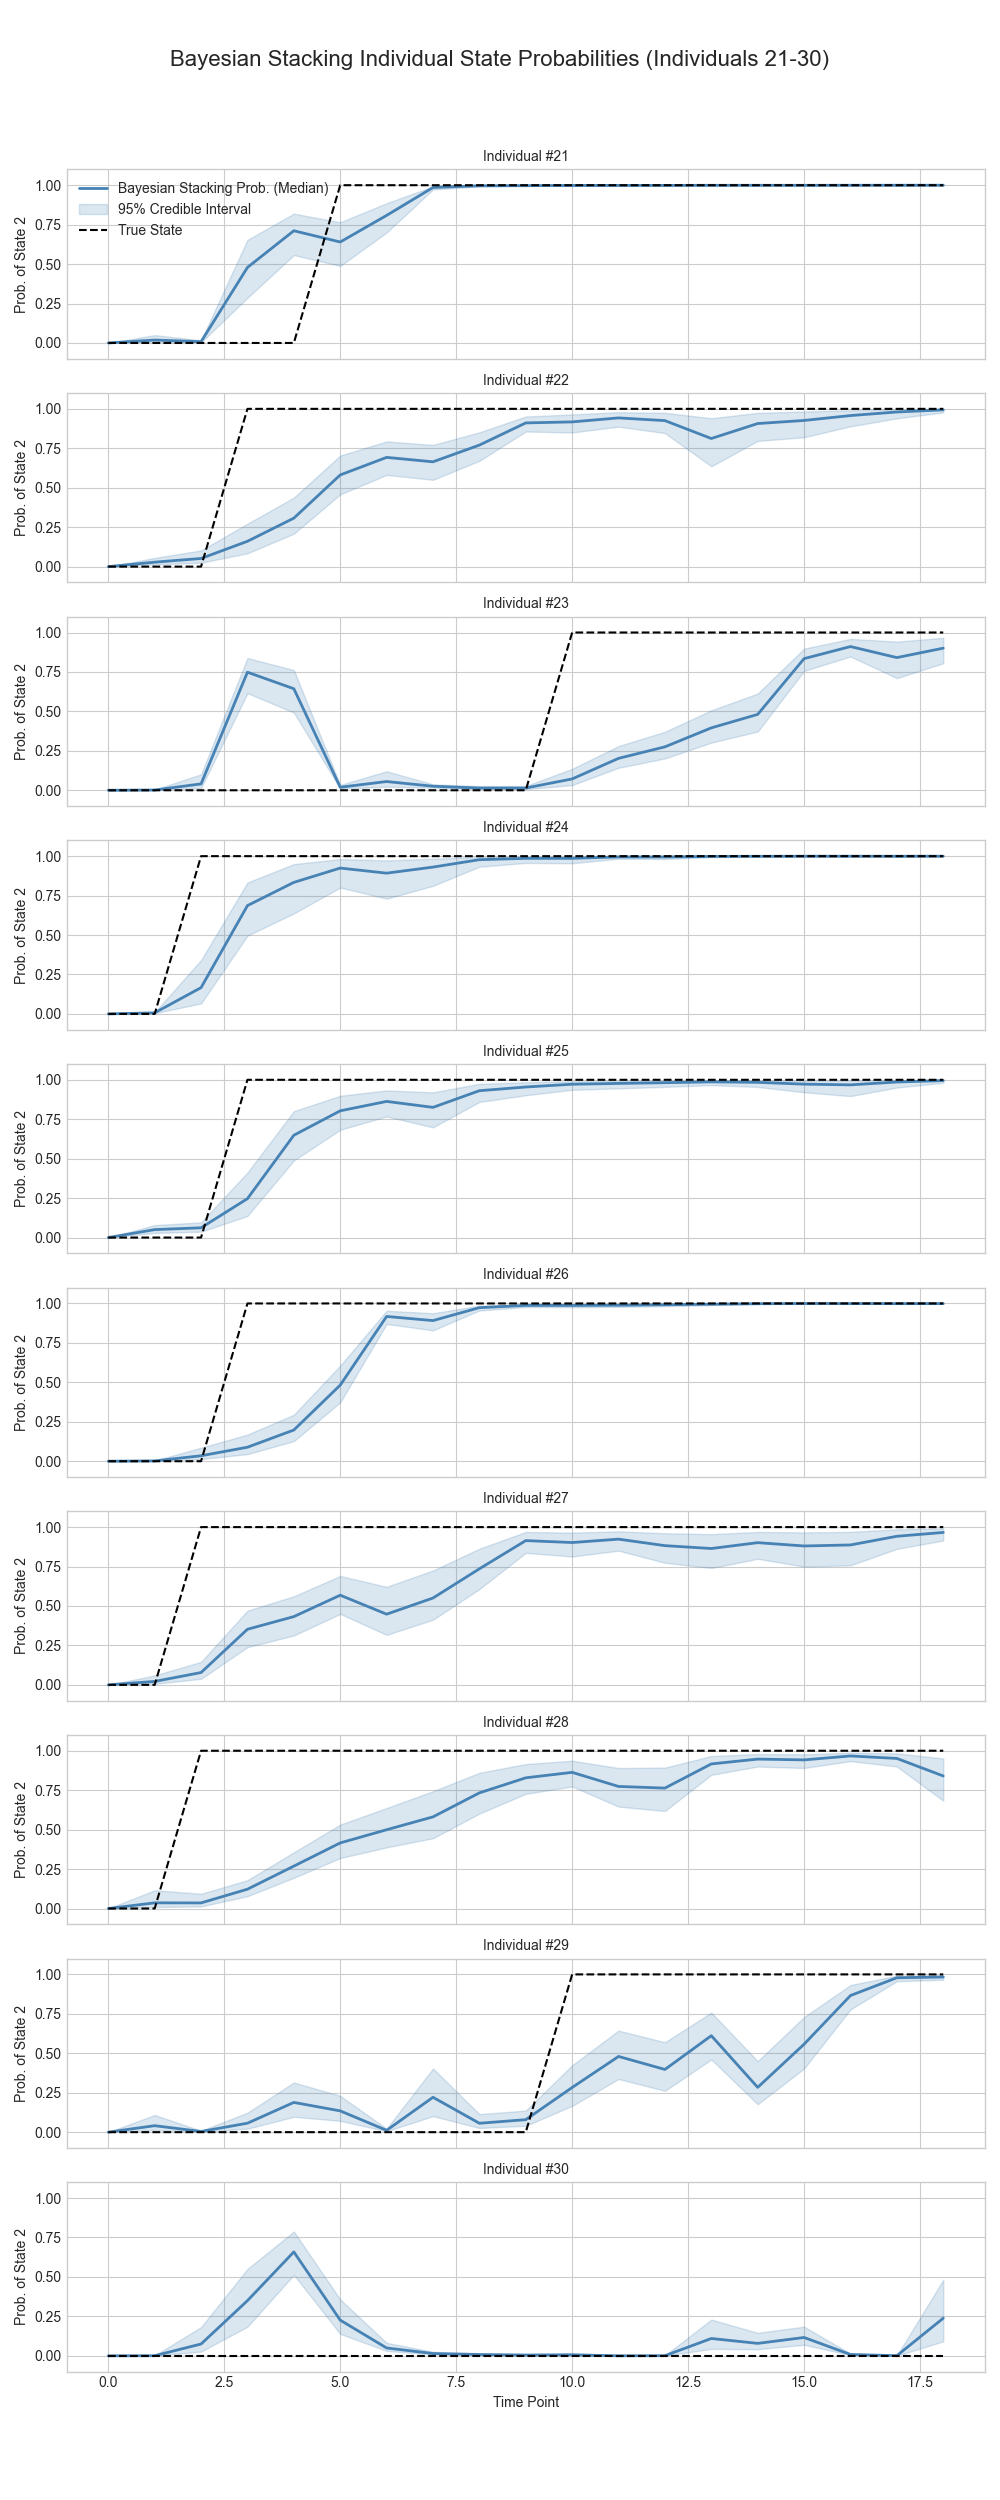 Bayesian Stacking Individual State Probabilities (Individuals 21-30)
Individual #21
Bayesian Stacking Prob. (Median)
95% Credible Interval
True State
1.00
0.75
0.50
0.25
0.00
Prob. of State 2
Individual #22
1.00
0.75
0.50
0.25
0.00
Prob. of State 2
Individual #23
1.00
0.75
0.50
0.25
0.00
Prob. of State 2
Individual #24
1.00
0.75
0.50
0.25
0.00
Prob. of State 2
Individual #25
1.00
0.75
0.50
0.25
0.00
Prob. of State 2
Individual #26
1.00
0.75
0.50
0.25
0.00
Prob. of State 2
Individual #27
1.00
0.75
0.50
0.25
0.00
Prob. of State 2
Individual #28
1.00
0.75
0.50
0.25
0.00
Prob. of State 2
Individual #29
1.00
0.75
0.50
0.25
0.00
Prob. of State 2
Individual #30
1.00
0.75
0.50
0.25
0.00
Prob. of State 2
0.0 2.5 5.0 7.5 10.0 12.5 15.0 17.5
Time Point